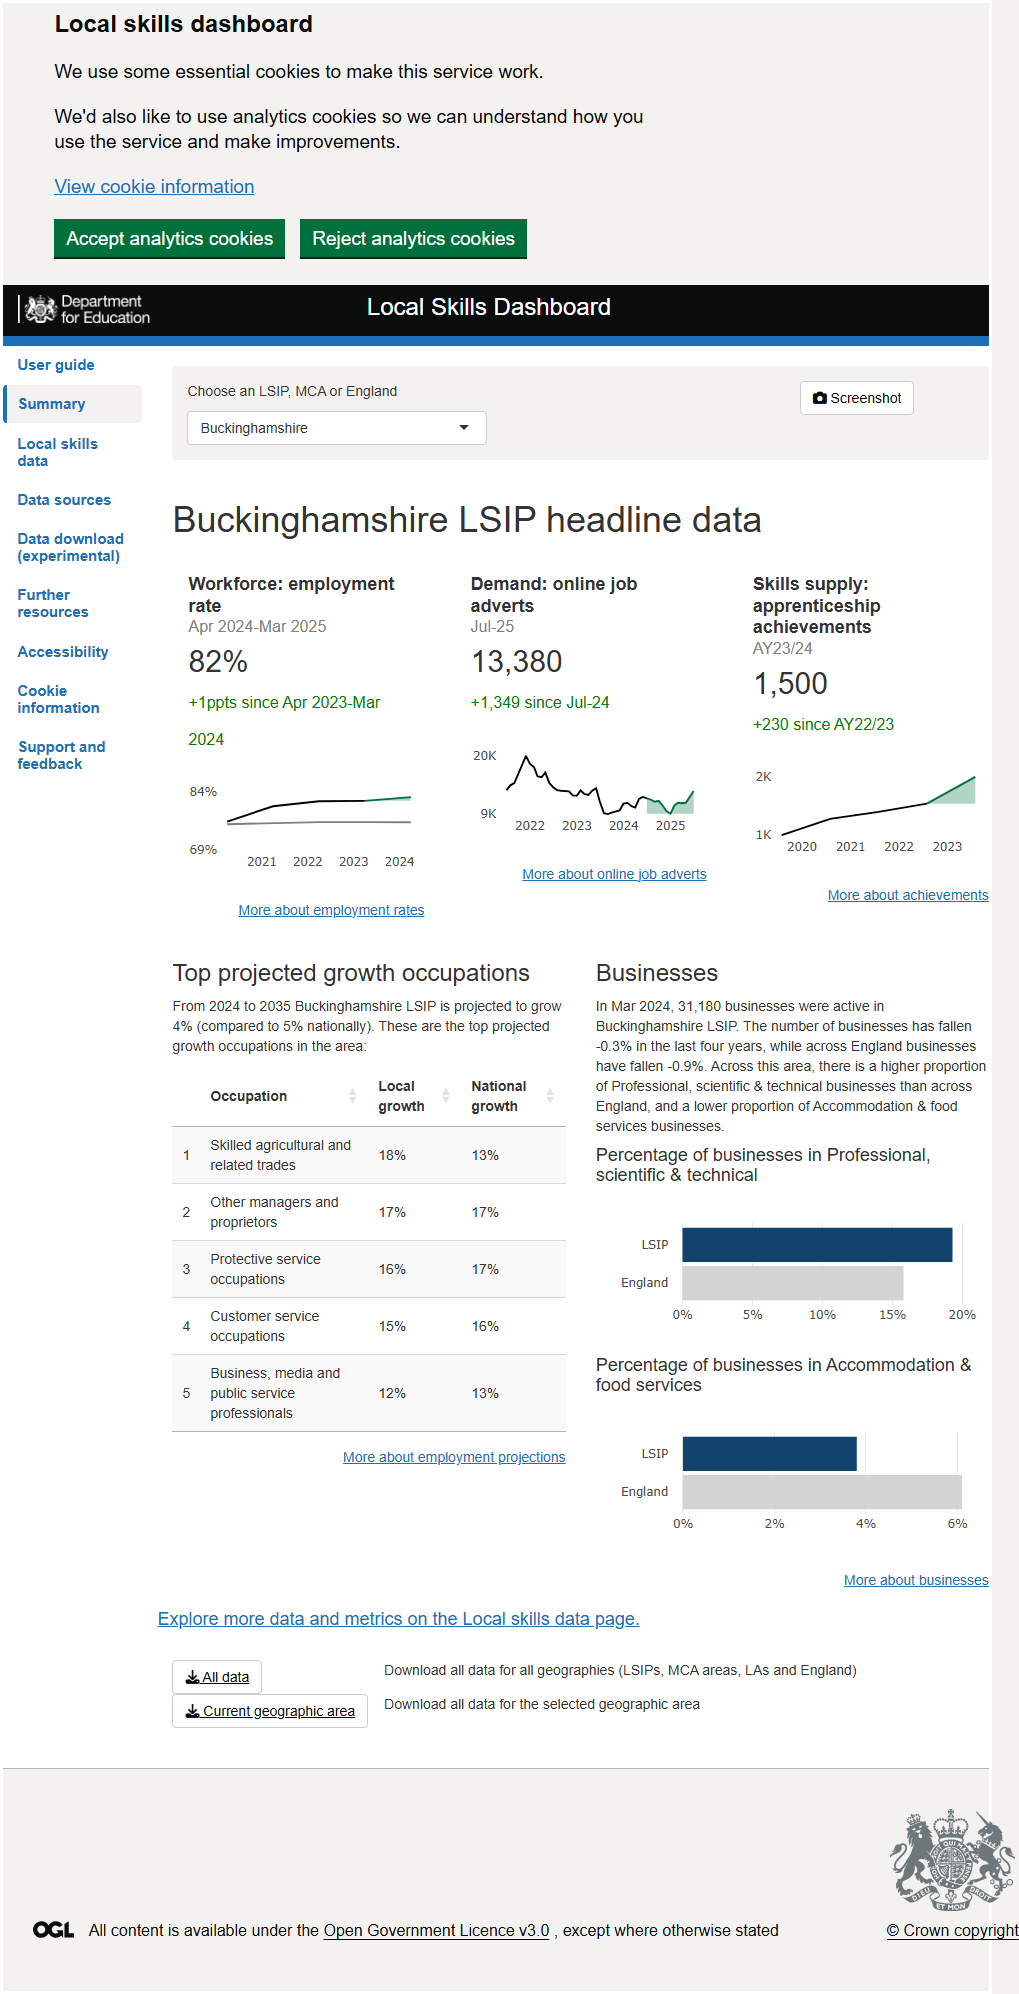 Local skills dashboard
We use some essential cookies to make this service work.
We'd also like to use analytics cookies so we can understand how you
use the service and make improvements.
View cookie information
Accept analytics cookies
Reject analytics cookies
Department
for Education
Local Skills Dashboard
User guide
Summary
Local skills
data
Data sources
Data download
(experimental)
Further
resources
Accessibility
Cookie
information
Support and
feedback
Choose an LSIP, MCA or England
Buckinghamshire
Screenshot
Buckinghamshire LSIP headline data
Workforce: employment
rate
Apr 2024-Mar 2025
82%
+1ppts since Apr 2023-Mar
2024
84%
69%
2021 2022 2023 2024
More about employment rates
Demand: online job
adverts
Jul-25
13,380
+1,349 since Jul-24
20K
9K
2022 2023 2024 2025
More about online job adverts
Skills supply:
apprenticeship
achievements
AY23/24
1,500
+230 since AY22/23
2K
1K
2020 2021 2022 2023
More about achievements
Top projected growth occupations
From 2024 to 2035 Buckinghamshire LSIP is projected to grow
4% (compared to 5% nationally). These are the top projected
growth occupations in the area:
Occupation Local growth National growth
1 Skilled agricultural and related trades 18% 13%
2 Other managers and proprietors 17% 17%
3 Protective service occupations 16% 17%
4 Customer service occupations 15% 16%
5 Business, media and public service professionals 12% 13%
More about employment projections
Businesses
In Mar 2024, 31,180 businesses were active in
Buckinghamshire LSIP. The number of businesses has fallen
-0.3% in the last four years, while across England businesses
have fallen -0.9%. Across this area, there is a higher proportion
of Professional, scientific & technical businesses than across
England, and a lower proportion of Accommodation & food
services businesses.
Percentage of businesses in Professional,
scientific & technical
LSIP
England
0% 5% 10% 15% 20%
Percentage of businesses in Accommodation &
food services
LSIP
England
0% 2% 4% 6%
More about businesses
Explore more data and metrics on the Local skills data page.
All data
Download all data for all geographies (LSIPs, MCA areas, LAs and England)
Current geographic area
Download all data for the selected geographic area
OGL All content is available under the Open Government Licence v3.0 , except where otherwise stated
© Crown copyright